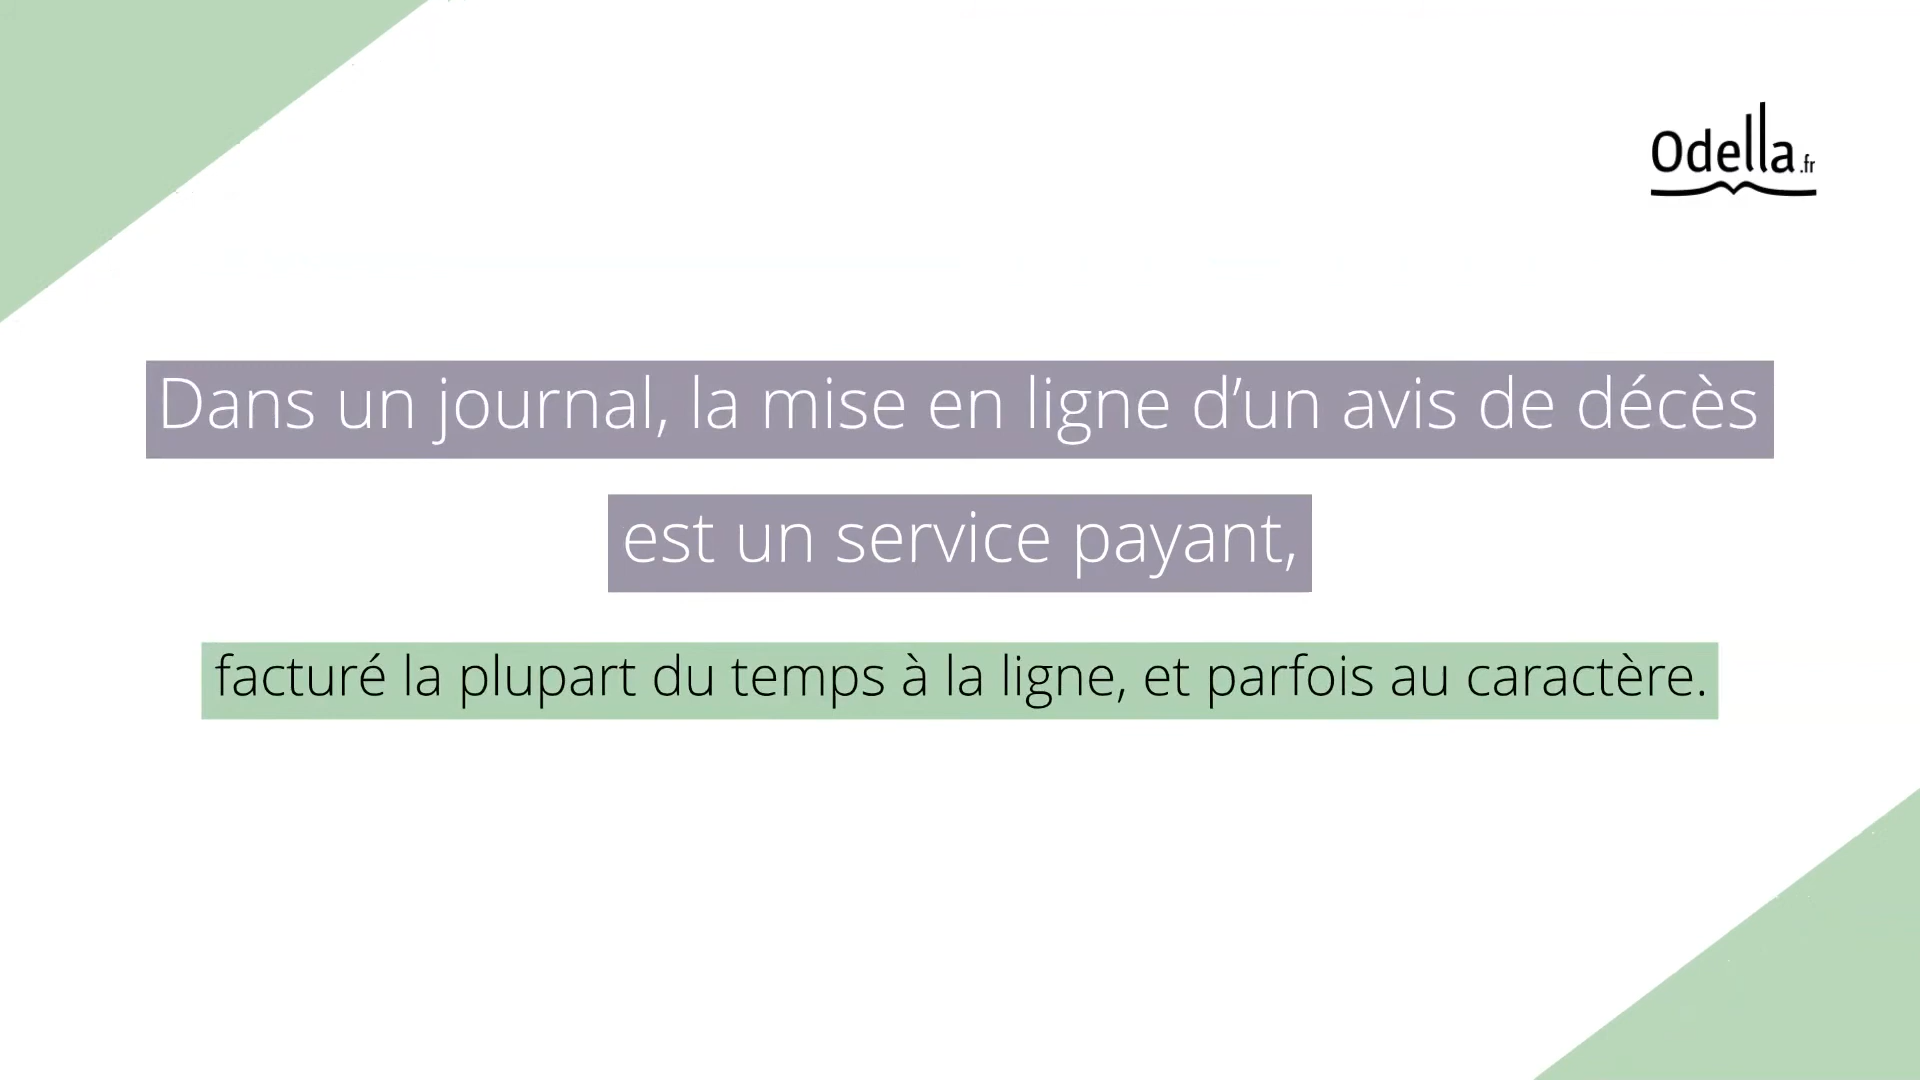 Odella.fr
Dans un journal, la mise en ligne d’un avis de décès
est un service payant,
facturé la plupart du temps à la ligne, et parfois au caractère.